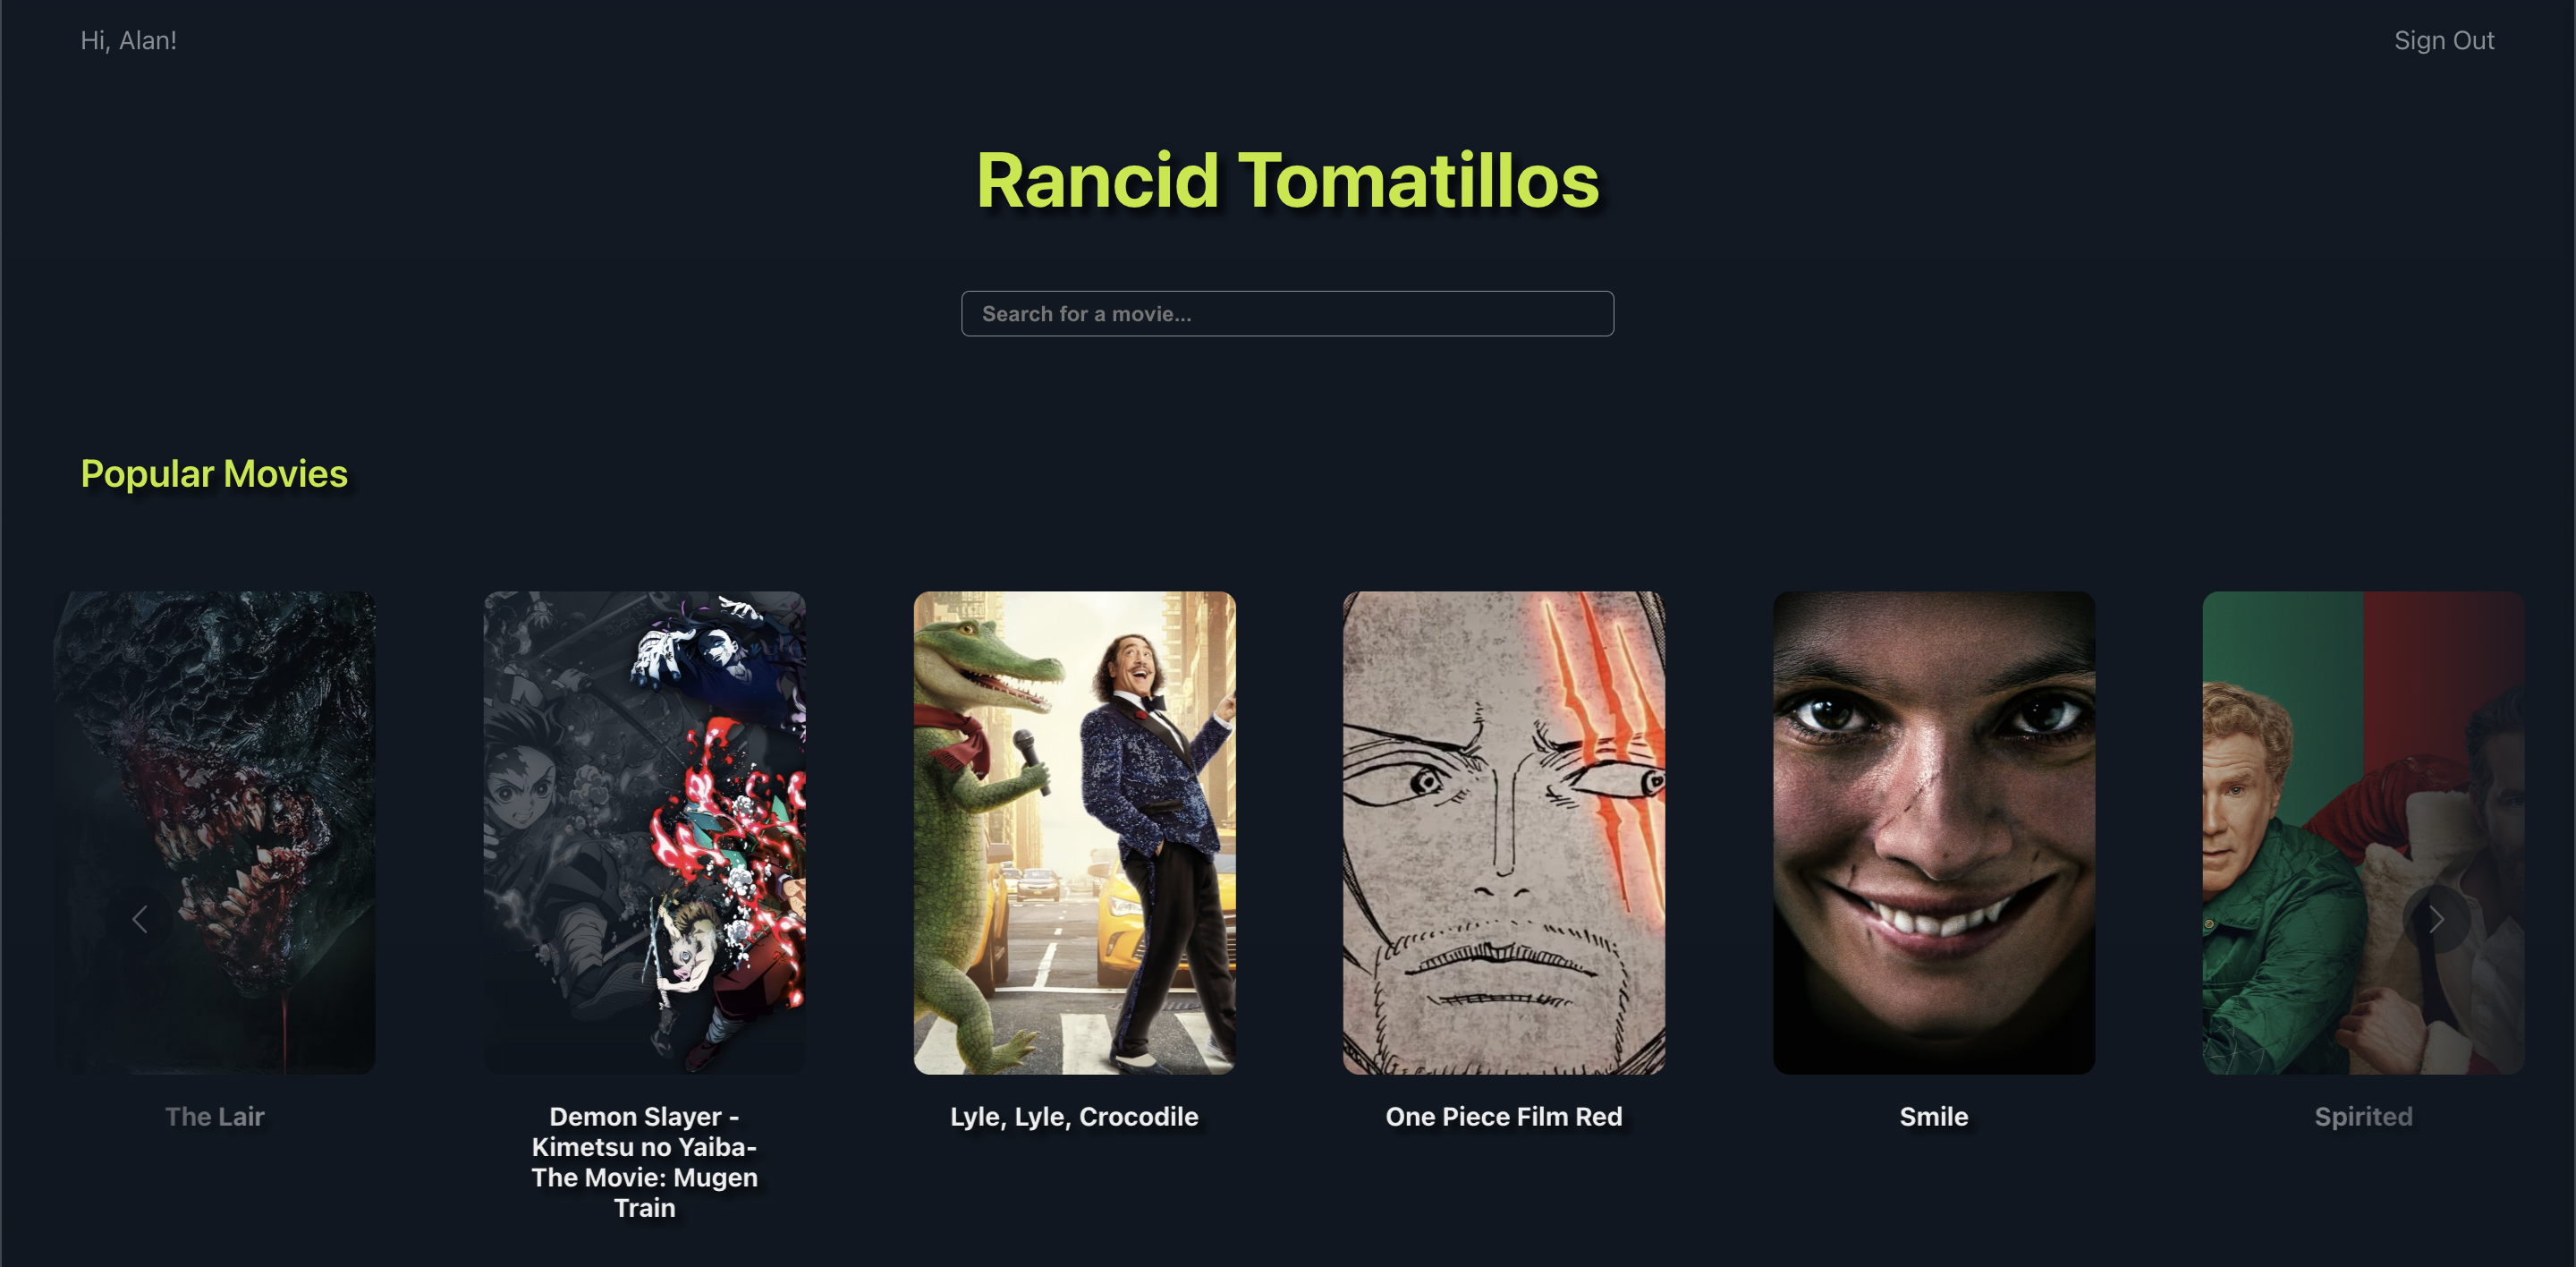 Hi, Alan!
Sign Out
Rancid Tomatillos
Search for a movie...
Popular Movies
The Lair
Demon Slayer -
Kimetsu no Yaiba-
The Movie: Mugen
Train
Lyle, Lyle, Crocodile
One Piece Film Red
Smile
Spirited